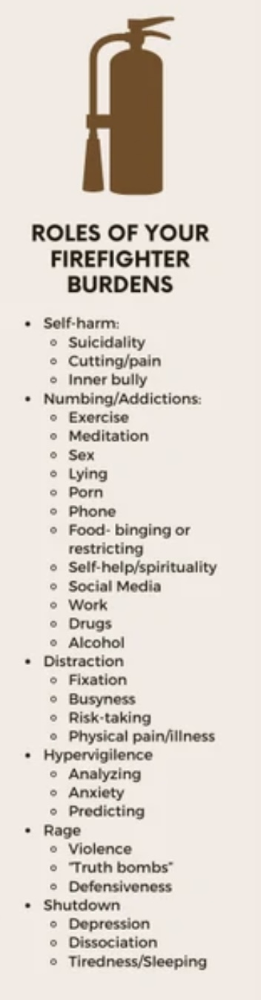 ROLES OF YOUR
FIREFIGHTER
BURDENS
• Self-harm:
◦ Suicidality
◦ Cutting/pain
◦ Inner bully
• Numbing/Addictions:
◦ Exercise
◦ Meditation
◦ Sex
◦ Lying
◦ Porn
◦ Phone
◦ Food- binging or
restricting
◦ Self-help/spirituality
◦ Social Media
◦ Work
◦ Drugs
◦ Alcohol
• Distraction
◦ Fixation
◦ Busyness
◦ Risk-taking
◦ Physical pain/illness
• Hypervigilence
◦ Analyzing
◦ Anxiety
◦ Predicting
• Rage
◦ Violence
◦ "Truth bombs"
◦ Defensiveness
• Shutdown
◦ Depression
◦ Dissociation
◦ Tiredness/Sleeping